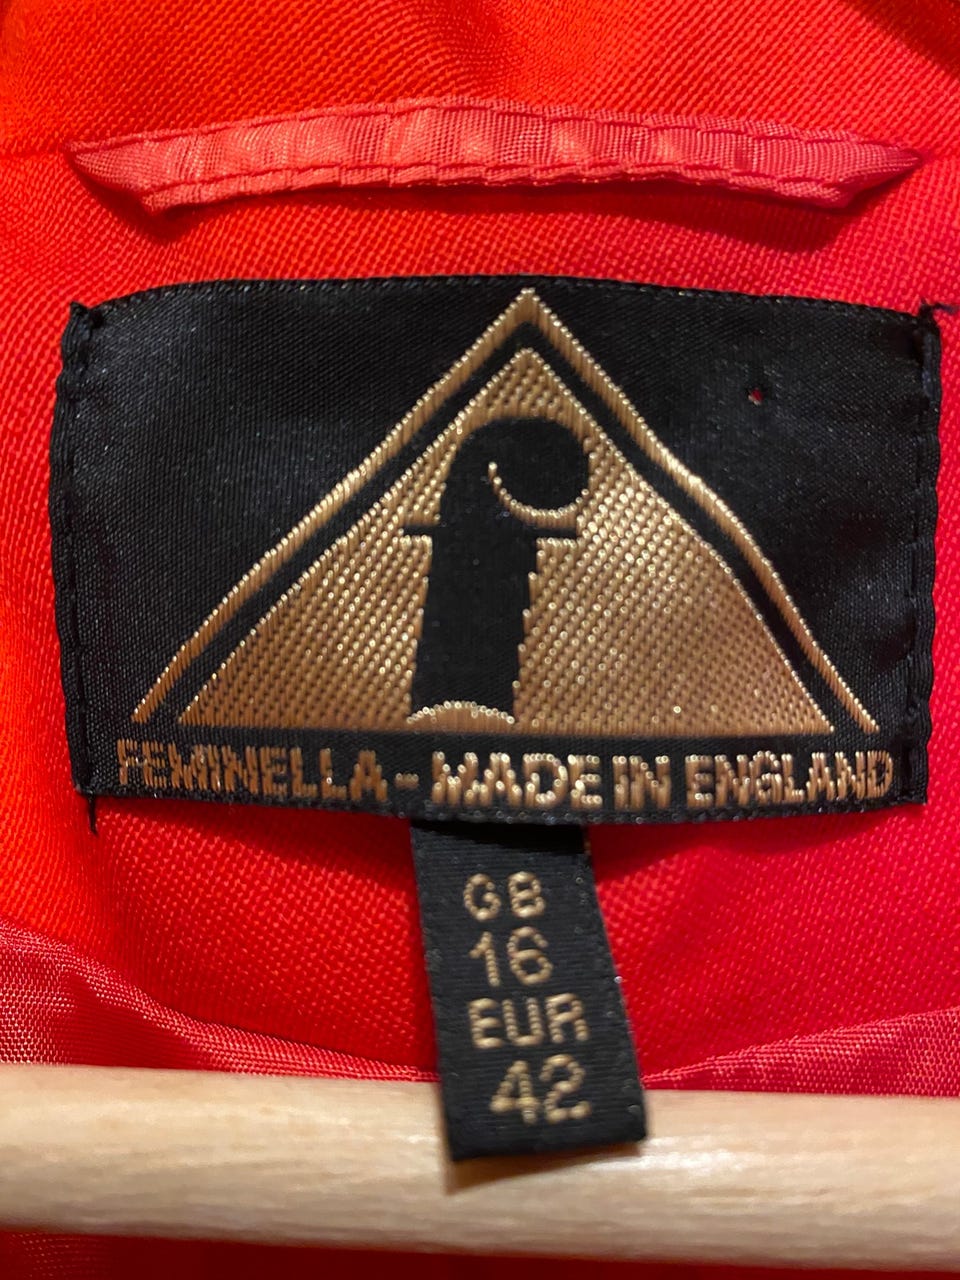 f
FEMINELLA - MADE IN ENGLAND
GB
16
EUR
42